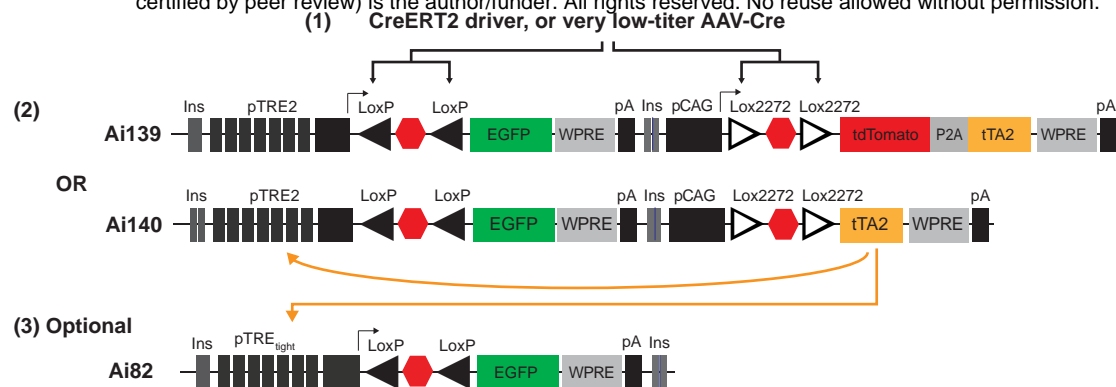 certified by peer review) is the author/funder. All rights reserved. No reuse allowed without permission.
(1) CreERT2 driver, or very low-titer AAV-Cre
(2)
Ins pTRE2 LoxP LoxP pA Ins pCAG Lox2272 Lox2272 pA
Ai139 EGFP WPRE tdTomato P2A tTA2 WPRE
OR
Ins pTRE2 LoxP LoxP pA Ins pCAG Lox2272 Lox2272 pA
Ai140 EGFP WPRE tTA2 WPRE
(3) Optional
Ins pTREtight LoxP LoxP pA Ins
Ai82 EGFP WPRE